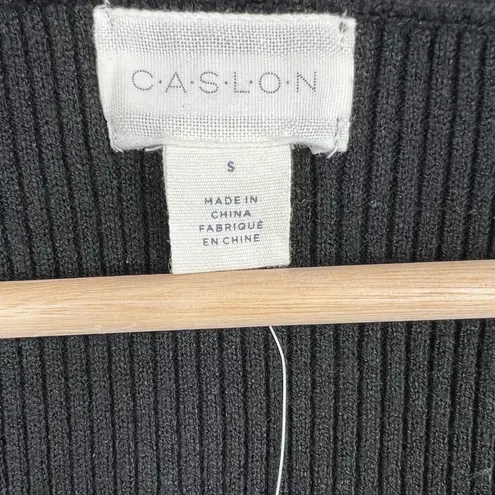 C·A·S·L·O·N
S
MADE IN
CHINA
FABRIQUÉ
EN CHINE